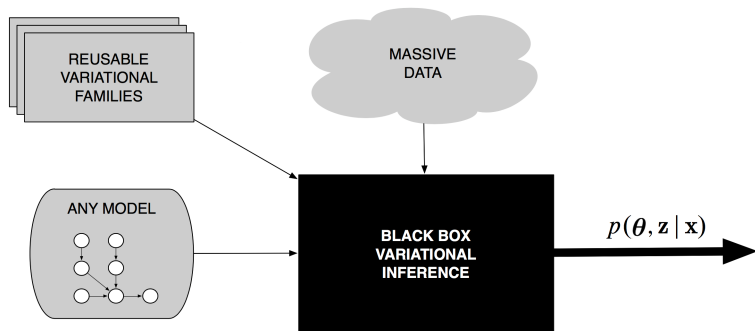 REUSABLE
VARIATIONAL
FAMILIES
MASSIVE
DATA
ANY MODEL
BLACK BOX
VARIATIONAL
INFERENCE
p(θ, z | x)